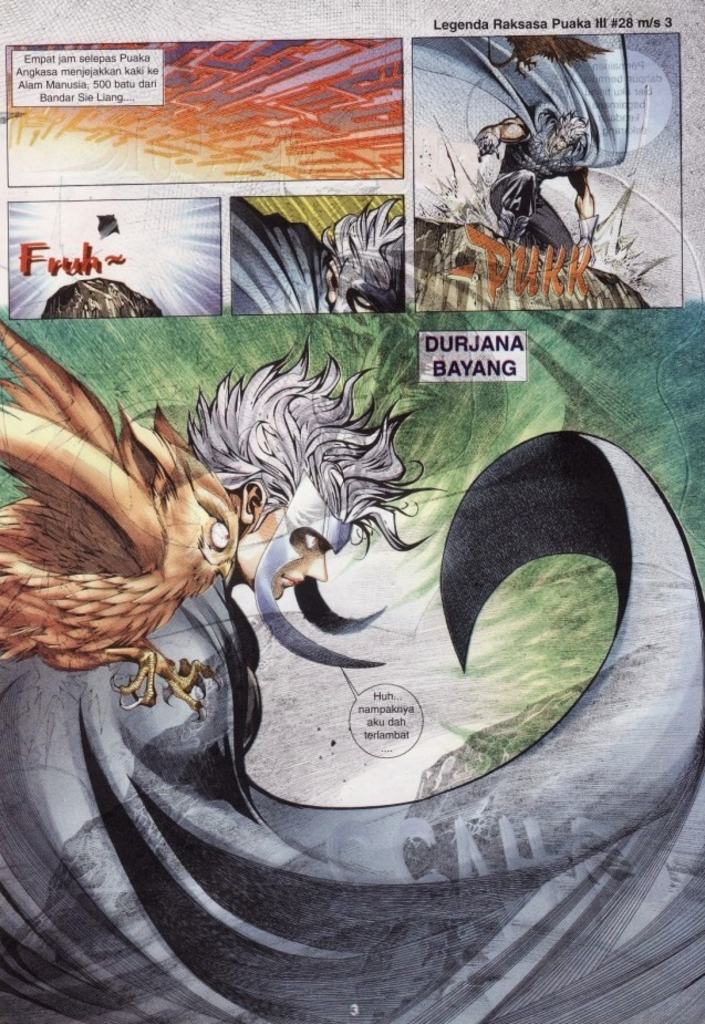 Legenda Raksasa Puaka III #28 m/s 3
Empat jam selepas Puaka
Angkasa menjejakkan kaki ke
Alam Manusia, 500 batu dari
Bandar Sie Liang....
Fruh~
~PUKK
DURJANA
BAYANG
Huh...
nampaknya
aku dah
terlambat
....
3